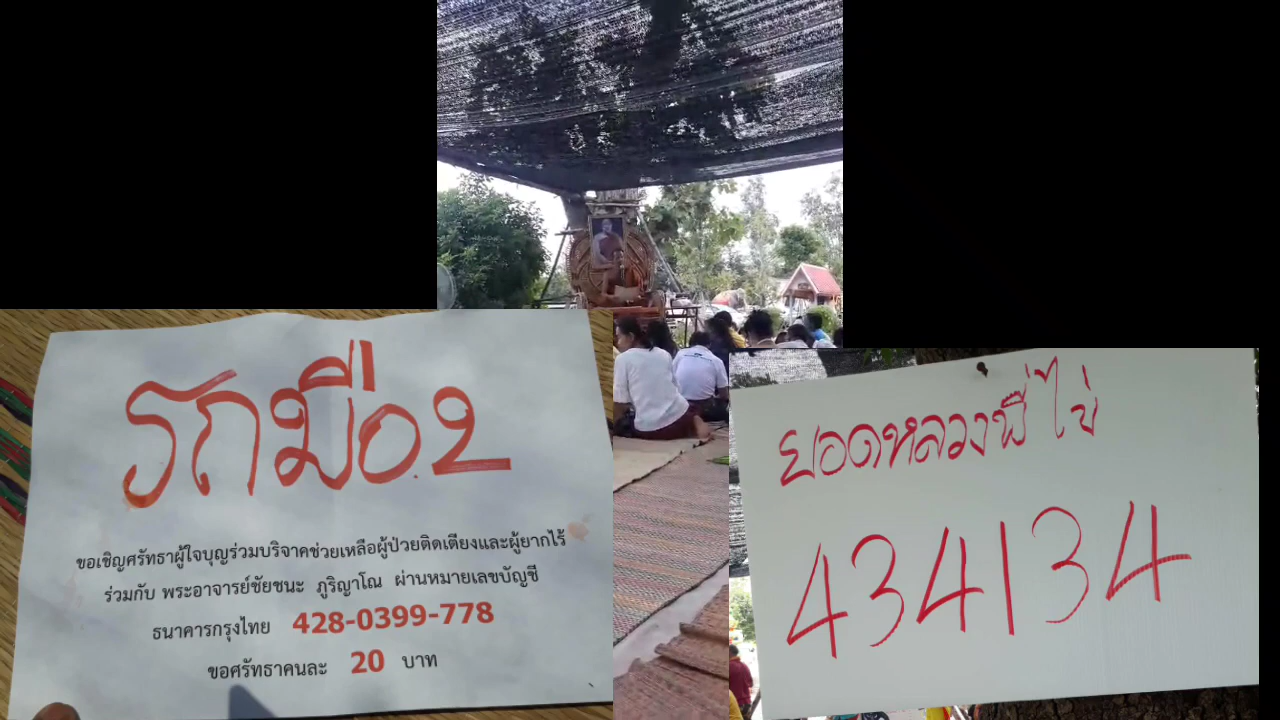 รถมือ.2
ขอเชิญศรัทธาผู้ใจบุญร่วมบริจาคช่วยเหลือผู้ป่วยติดเตียงและผู้ยากไร้
ร่วมกับ พระอาจารย์ชัยชนะ ภูริญาโณ ผ่านหมายเลขบัญชี
ธนาคารกรุงไทย 428-0399-778
ขอศรัทธาคนละ 20 บาท
ยอดหลวงพี่ไข่
434134